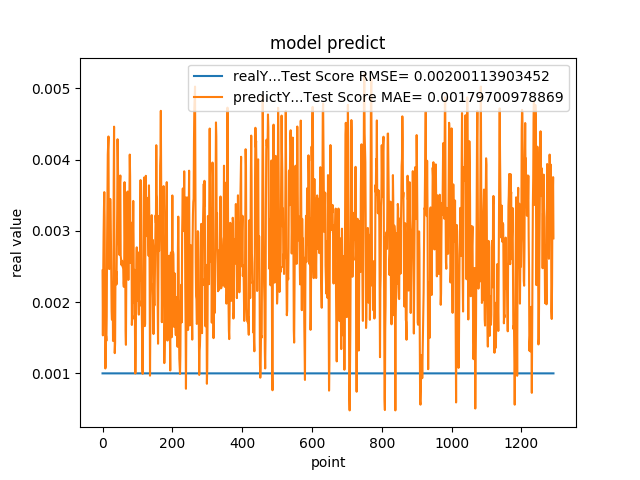 model predict
realY...Test Score RMSE= 0.00200113903452
predictY...Test Score MAE= 0.00179700978869
0.005
0.004
0.003
0.002
0.001
real value
0 200 400 600 800 1000 1200
point